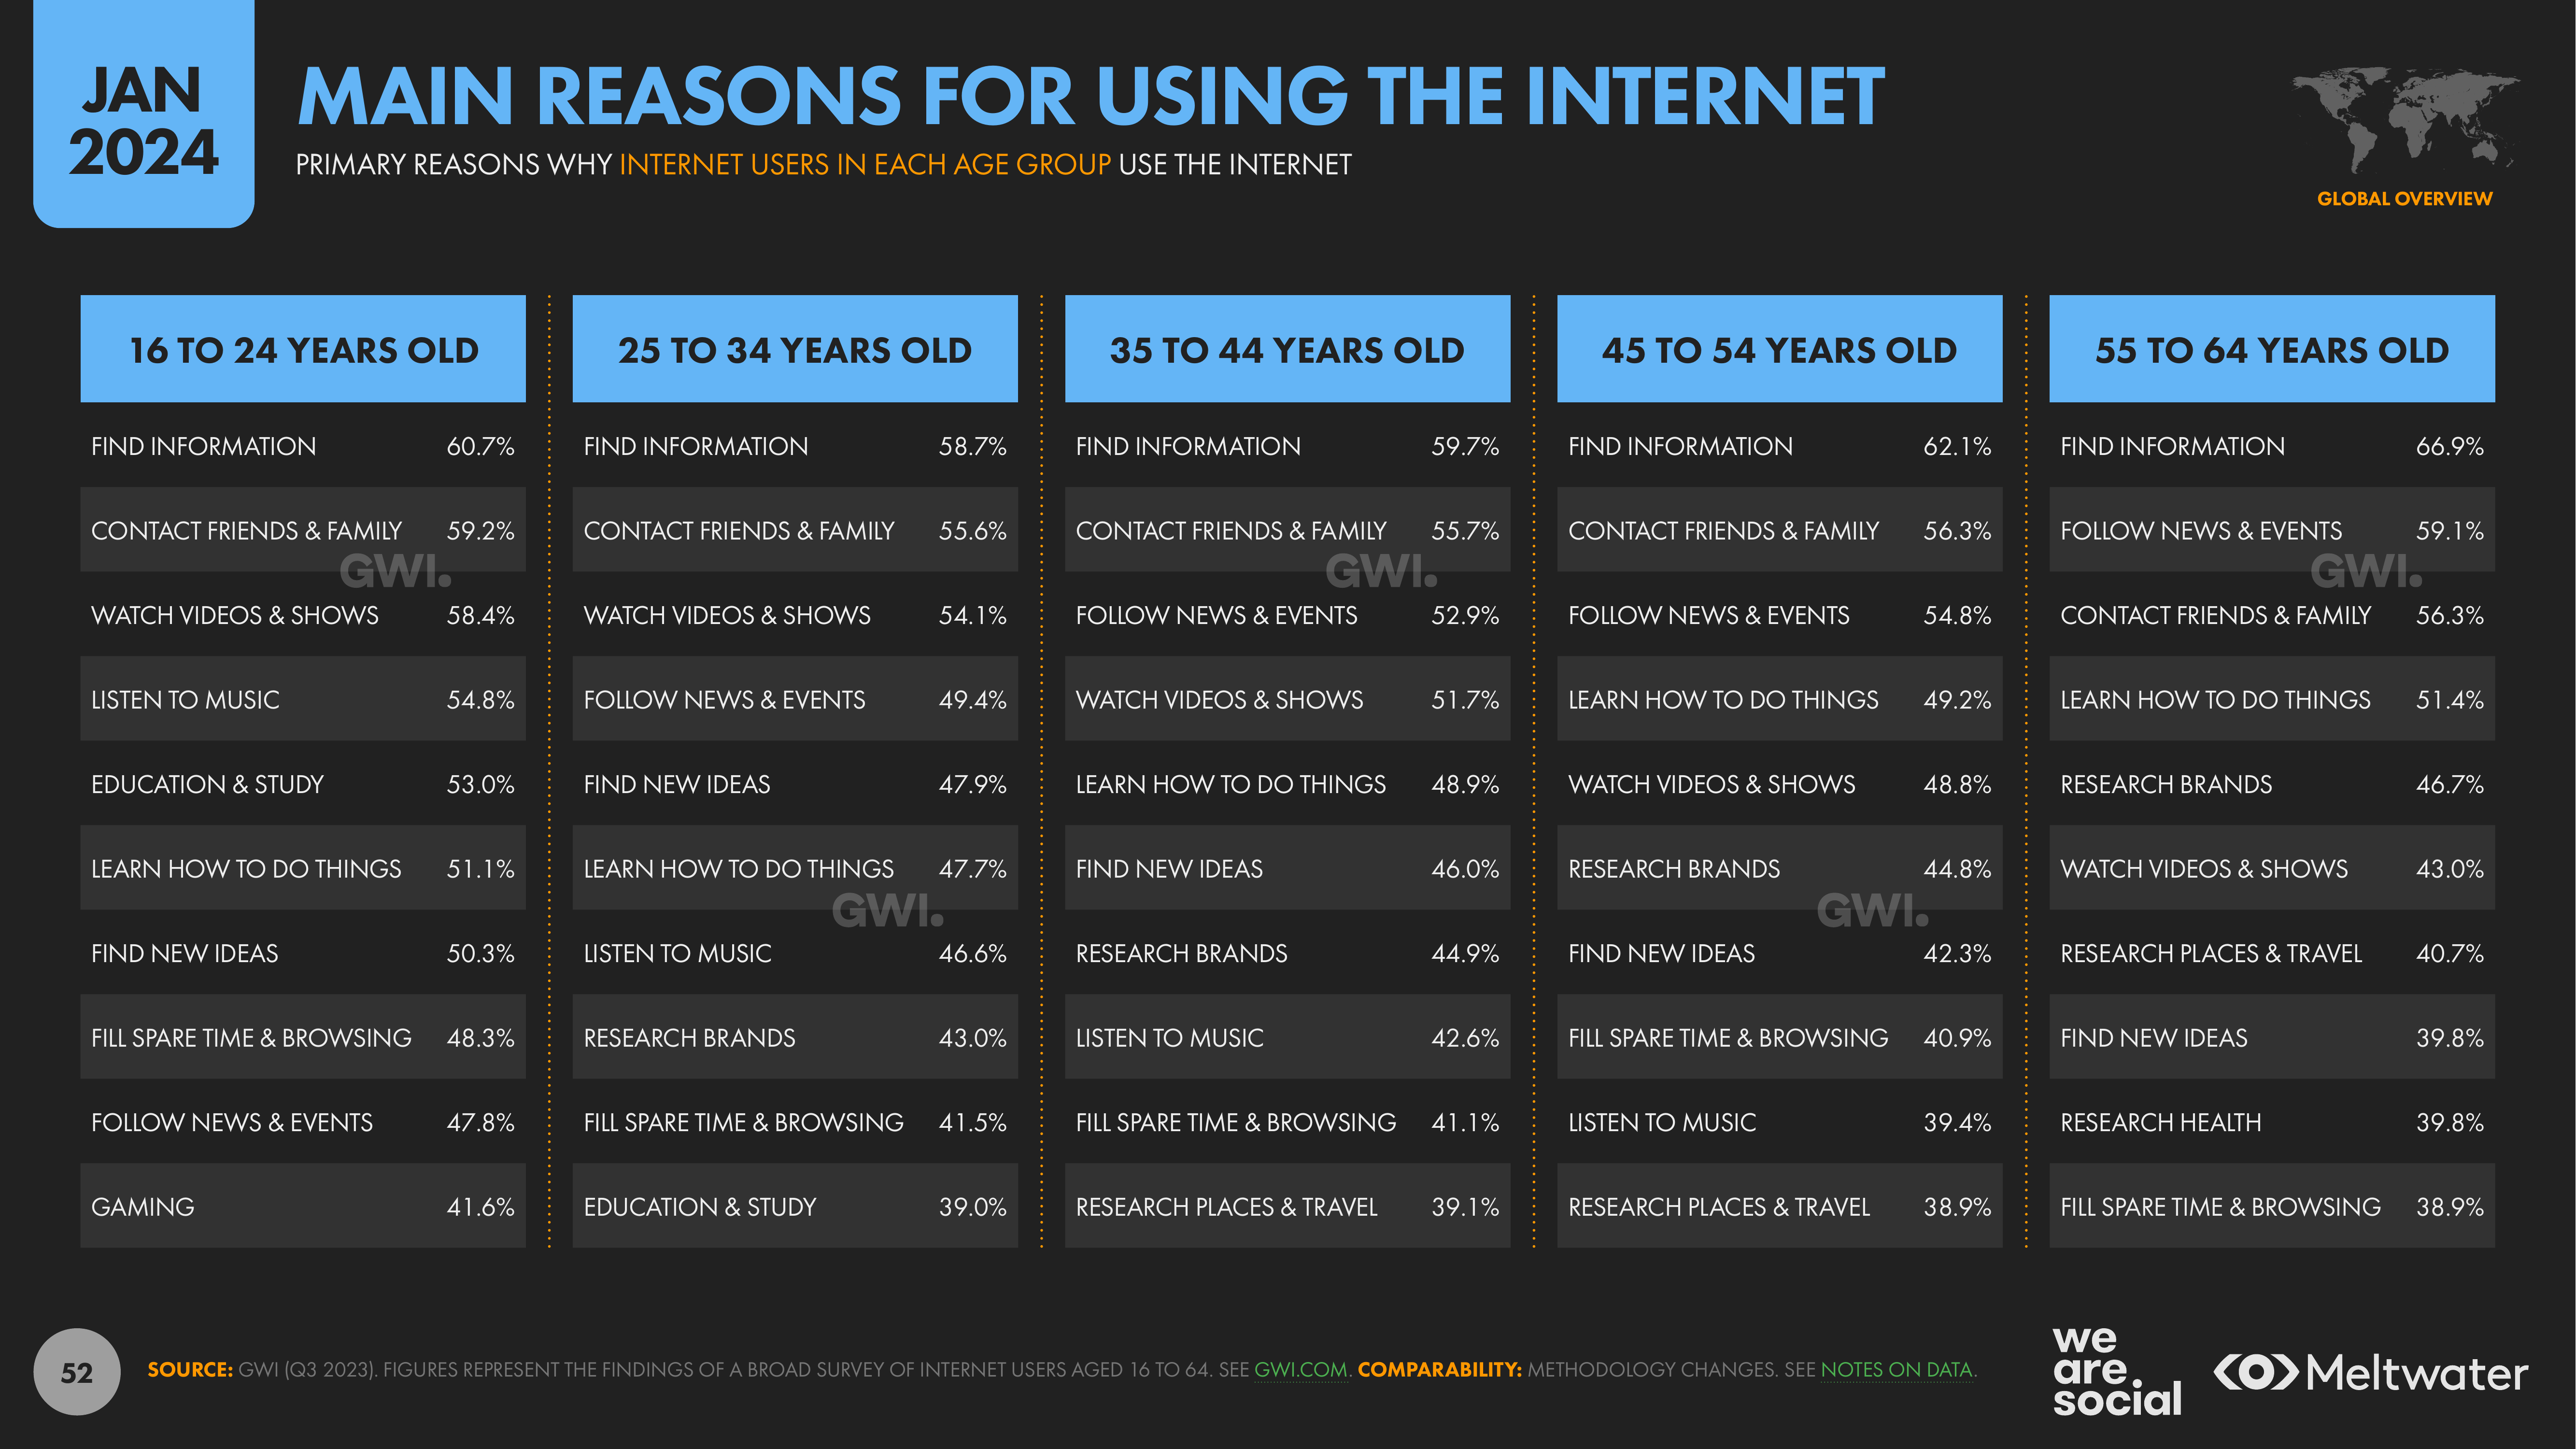 JAN
2024
MAIN REASONS FOR USING THE INTERNET
PRIMARY REASONS WHY INTERNET USERS IN EACH AGE GROUP USE THE INTERNET
GLOBAL OVERVIEW
16 TO 24 YEARS OLD
FIND INFORMATION 60.7%
CONTACT FRIENDS & FAMILY 59.2%
GWI.
WATCH VIDEOS & SHOWS 58.4%
LISTEN TO MUSIC 54.8%
EDUCATION & STUDY 53.0%
LEARN HOW TO DO THINGS 51.1%
FIND NEW IDEAS 50.3%
FILL SPARE TIME & BROWSING 48.3%
FOLLOW NEWS & EVENTS 47.8%
GAMING 41.6%
25 TO 34 YEARS OLD
FIND INFORMATION 58.7%
CONTACT FRIENDS & FAMILY 55.6%
WATCH VIDEOS & SHOWS 54.1%
FOLLOW NEWS & EVENTS 49.4%
FIND NEW IDEAS 47.9%
LEARN HOW TO DO THINGS 47.7%
GWI.
LISTEN TO MUSIC 46.6%
RESEARCH BRANDS 43.0%
FILL SPARE TIME & BROWSING 41.5%
EDUCATION & STUDY 39.0%
35 TO 44 YEARS OLD
FIND INFORMATION 59.7%
CONTACT FRIENDS & FAMILY 55.7%
GWI.
FOLLOW NEWS & EVENTS 52.9%
WATCH VIDEOS & SHOWS 51.7%
LEARN HOW TO DO THINGS 48.9%
FIND NEW IDEAS 46.0%
RESEARCH BRANDS 44.9%
LISTEN TO MUSIC 42.6%
FILL SPARE TIME & BROWSING 41.1%
RESEARCH PLACES & TRAVEL 39.1%
45 TO 54 YEARS OLD
FIND INFORMATION 62.1%
CONTACT FRIENDS & FAMILY 56.3%
FOLLOW NEWS & EVENTS 54.8%
LEARN HOW TO DO THINGS 49.2%
WATCH VIDEOS & SHOWS 48.8%
RESEARCH BRANDS 44.8%
GWI.
FIND NEW IDEAS 42.3%
FILL SPARE TIME & BROWSING 40.9%
LISTEN TO MUSIC 39.4%
RESEARCH PLACES & TRAVEL 38.9%
55 TO 64 YEARS OLD
FIND INFORMATION 66.9%
FOLLOW NEWS & EVENTS 59.1%
GWI.
CONTACT FRIENDS & FAMILY 56.3%
LEARN HOW TO DO THINGS 51.4%
RESEARCH BRANDS 46.7%
WATCH VIDEOS & SHOWS 43.0%
RESEARCH PLACES & TRAVEL 40.7%
FIND NEW IDEAS 39.8%
RESEARCH HEALTH 39.8%
FILL SPARE TIME & BROWSING 38.9%
52
SOURCE: GWI (Q3 2023). FIGURES REPRESENT THE FINDINGS OF A BROAD SURVEY OF INTERNET USERS AGED 16 TO 64. SEE GWI.COM. COMPARABILITY: METHODOLOGY CHANGES. SEE NOTES ON DATA.
we
are.
social
Meltwater